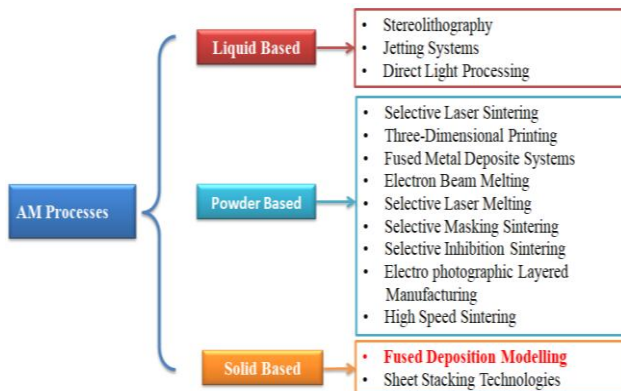 AM Processes
Liquid Based
• Stereolithography
• Jetting Systems
• Direct Light Processing
Powder Based
• Selective Laser Sintering
• Three-Dimensional Printing
• Fused Metal Deposite Systems
• Electron Beam Melting
• Selective Laser Melting
• Selective Masking Sintering
• Selective Inhibition Sintering
• Electro photographic Layered
Manufacturing
• High Speed Sintering
Solid Based
• Fused Deposition Modelling
• Sheet Stacking Technologies